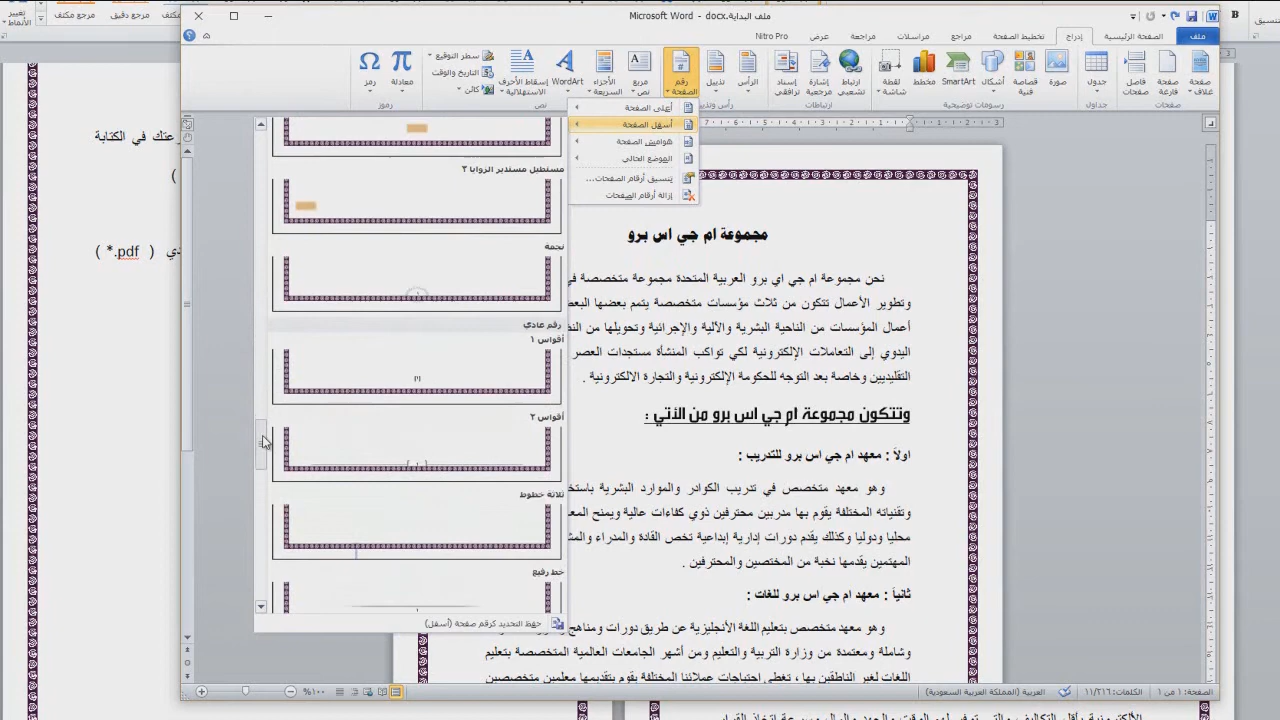 تغيير الأنماط
مرجع دقيق
مرجع مكثف
ملف البداية.docx - Microsoft Word
ملف
الصفحة الرئيسية
إدراج
تخطيط الصفحة
مراجع
مراسلات
مراجعة
عرض
Nitro Pro
صفحة غلاف
صفحة فارغة
فاصل صفحات
جدول
صورة
قصاصة فنية
أشكال
SmartArt
مخطط
لقطة شاشة
ارتباط تشعبي
إشارة مرجعية
إسناد ترافقي
الرأس
تذييل
رقم الصفحة
مربع نص
الأجزاء السريعة
WordArt
إسقاط الأحرف الاستهلالية
سطر التوقيع
التاريخ والوقت
كائن
معادلة
رمز
صفحات
جدول
رسومات توضيحية
ارتباطات
رأس وتذييل
نص
رموز
أعلى الصفحة
أسفل الصفحة
هوامش الصفحة
الموضع الحالي
تنسيق أرقام الصفحات...
إزالة أرقام الصفحات
مستطيل مستدير الزوايا ٣
نجمة
رقم عادي
أقواس ١
[١]
أقواس ٢
ثلاثة خطوط
خط رفيع
حفظ التحديد كرقم صفحة (أسفل)
مجموعة ام جي اس برو
نحن مجموعة ام جي اي برو العربية المتحدة مجموعة متخصصة في
وتطوير الأعمال تتكون من ثلاث مؤسسات متخصصة يتمم بعضها البعض
أعمال المؤسسات من الناحية البشرية والآلية والإجرائية وتحويلها من
اليدوي إلى التعاملات الإلكترونية لكي تواكب المنشأة مستجدات العصر
التقليديين وخاصة بعد التوجه للحكومة الإلكترونية والتجارة الالكترونية .
وتتكون مجموعة ام جي اس برو من الأتي :
اولاً : معهد ام جي اس برو للتدريب :
وهو معهد متخصص في تدريب الكوادر والموارد البشرية
وتقنياته المختلفة يقوم بها مدربين محترفين ذوي كفاءات عالية ويمنح
محليا ودوليا وكذلك يقدم دورات إدارية إبداعية تخص القادة والمدراء
المهتمين يقدمها نخبة من المختصين والمحترفين .
ثانياً : معهد ام جي اس برو للغات :
وهو معهد متخصص بتعليم اللغة الأنجليزية عن طريق دورات ومناهج
وشاملة ومعتمدة من وزارة التربية والتعليم ومن أشهر الجامعات العالمية المتخصصة بتعليم
اللغات لغير الناطقين بها ، تغطي احتياجات عملائنا المختلفة يقوم بتقديمها معلمين متخصصين
الصفحة: ١ من ١
الكلمات: ١١/٢١٦
العربية (المملكة العربية السعودية)
١٠٠%
في الكتابة
( *.pdf )